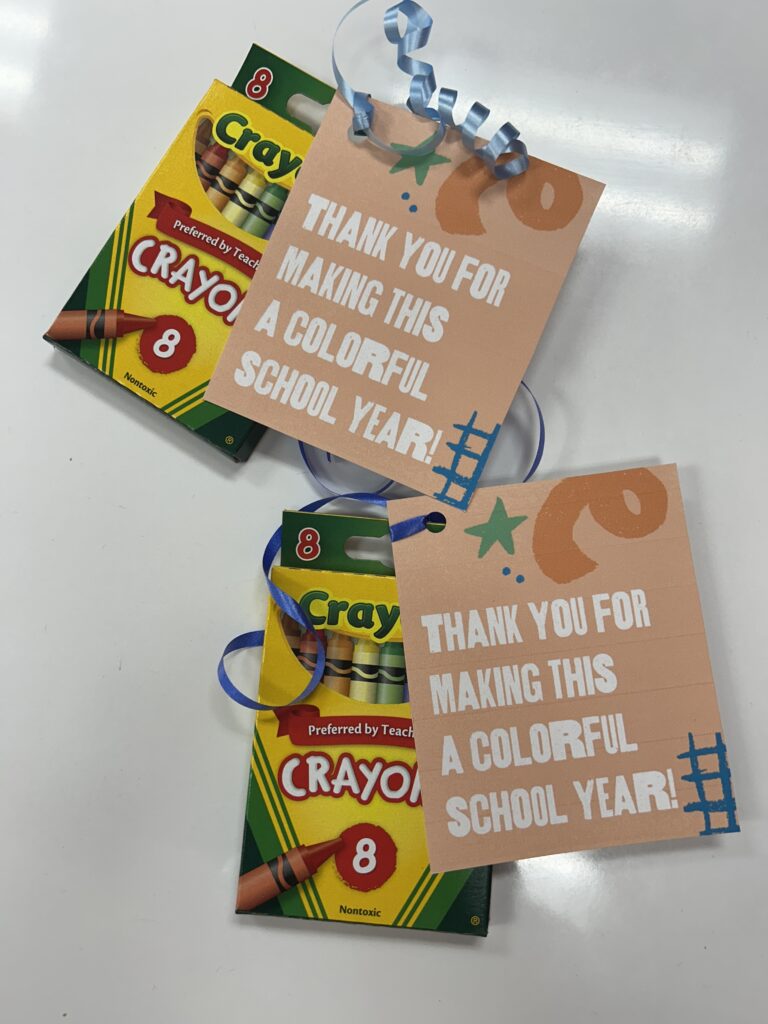 8
Cray
Preferred by Teach
CRAYO
8
Nontoxic
®
THANK YOU FOR
MAKING THIS
A COLORFUL
SCHOOL YEAR!
8
Cray
Preferred by Teach
CRAYO
8
Nontoxic
®
THANK YOU FOR
MAKING THIS
A COLORFUL
SCHOOL YEAR!